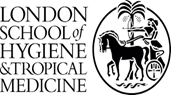 LONDON
SCHOOL of
HYGIENE
& TROPICAL
MEDICINE